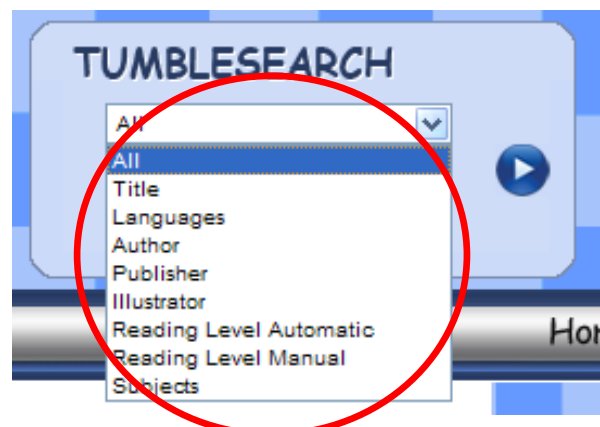 TUMBLESEARCH
All
All
Title
Languages
Author
Publisher
Illustrator
Reading Level Automatic
Reading Level Manual
Subjects